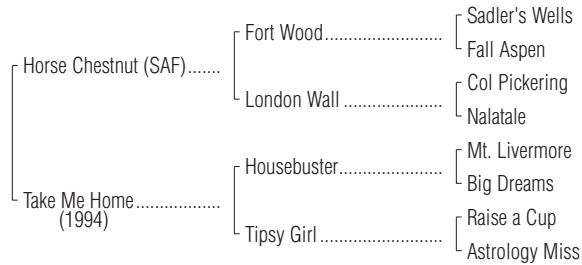 Sadler's Wells
Fort Wood
Fall Aspen
Horse Chestnut (SAF)
Col Pickering
London Wall
Nalatale
Mt. Livermore
Housebuster
Big Dreams
Take Me Home
(1994)
Raise a Cup
Tipsy Girl
Astrology Miss